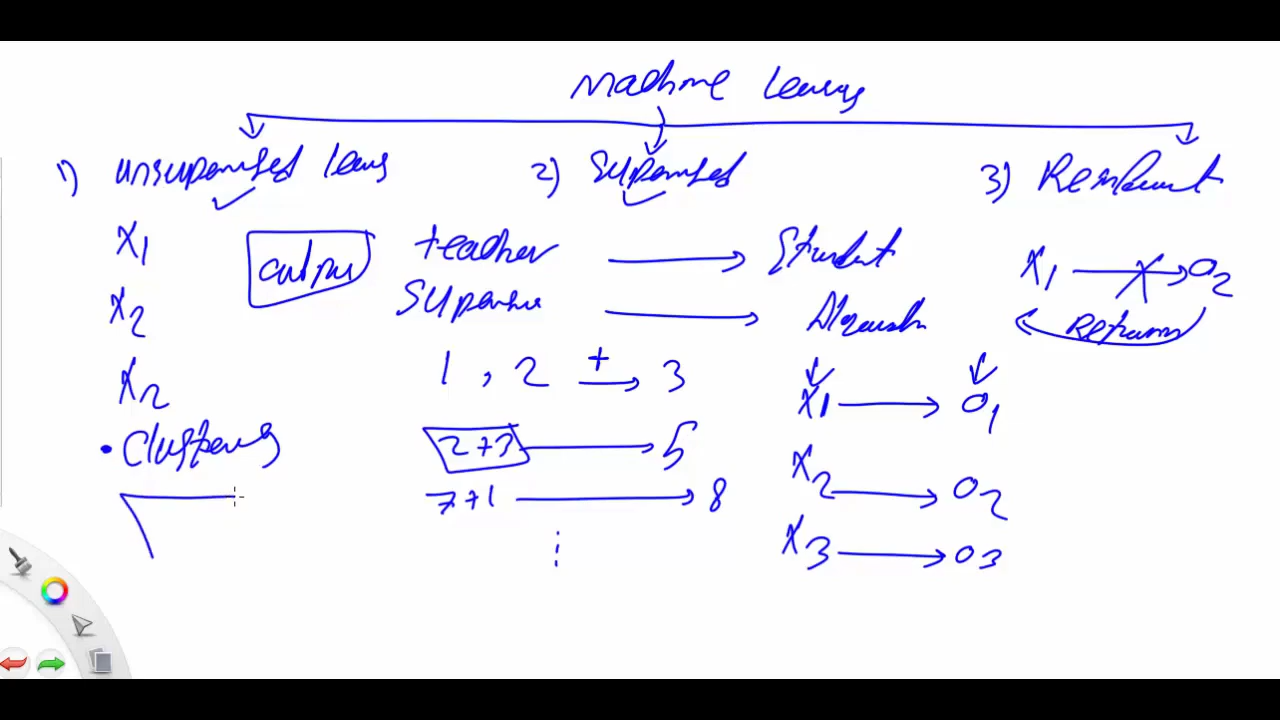 machine learning
1) unsupervised learning
2) Supervised
3) Reinforcement
X1
output
teacher → Student
X1 → O2
X2
Supervisor → Algorithm
Return
X2
1 , 2 + → 3
X1 → O1
• Clustering
2+3 → 5
X2 → O2
7+1 → 8
X3 → O3